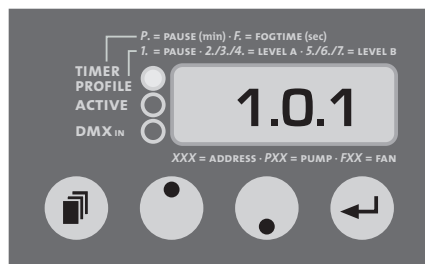 P. = PAUSE (min) · F. = FOGTIME (sec)
1. = PAUSE · 2./3./4. = LEVEL A · 5./6./7. = LEVEL B
TIMER
PROFILE
ACTIVE
DMX IN
1.0.1
XXX = ADDRESS · PXX = PUMP · FXX = FAN